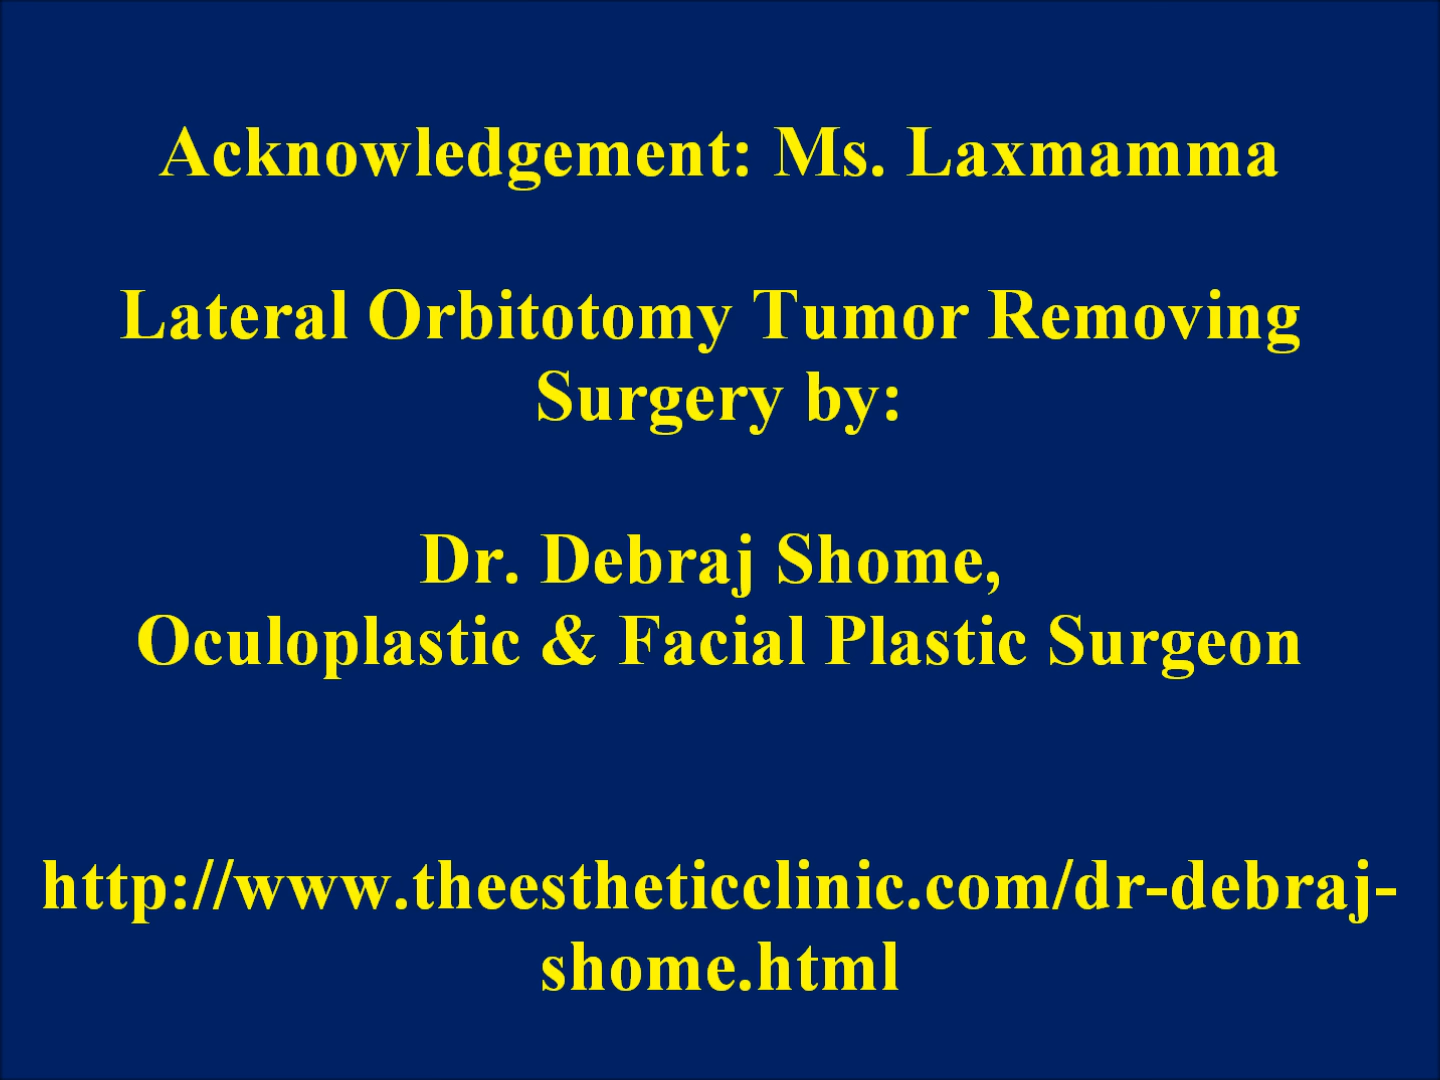 Acknowledgement: Ms. Laxmamma
Lateral Orbitotomy Tumor Removing
Surgery by:
Dr. Debraj Shome,
Oculoplastic & Facial Plastic Surgeon
http://www.theestheticclinic.com/dr-debraj-
shome.html